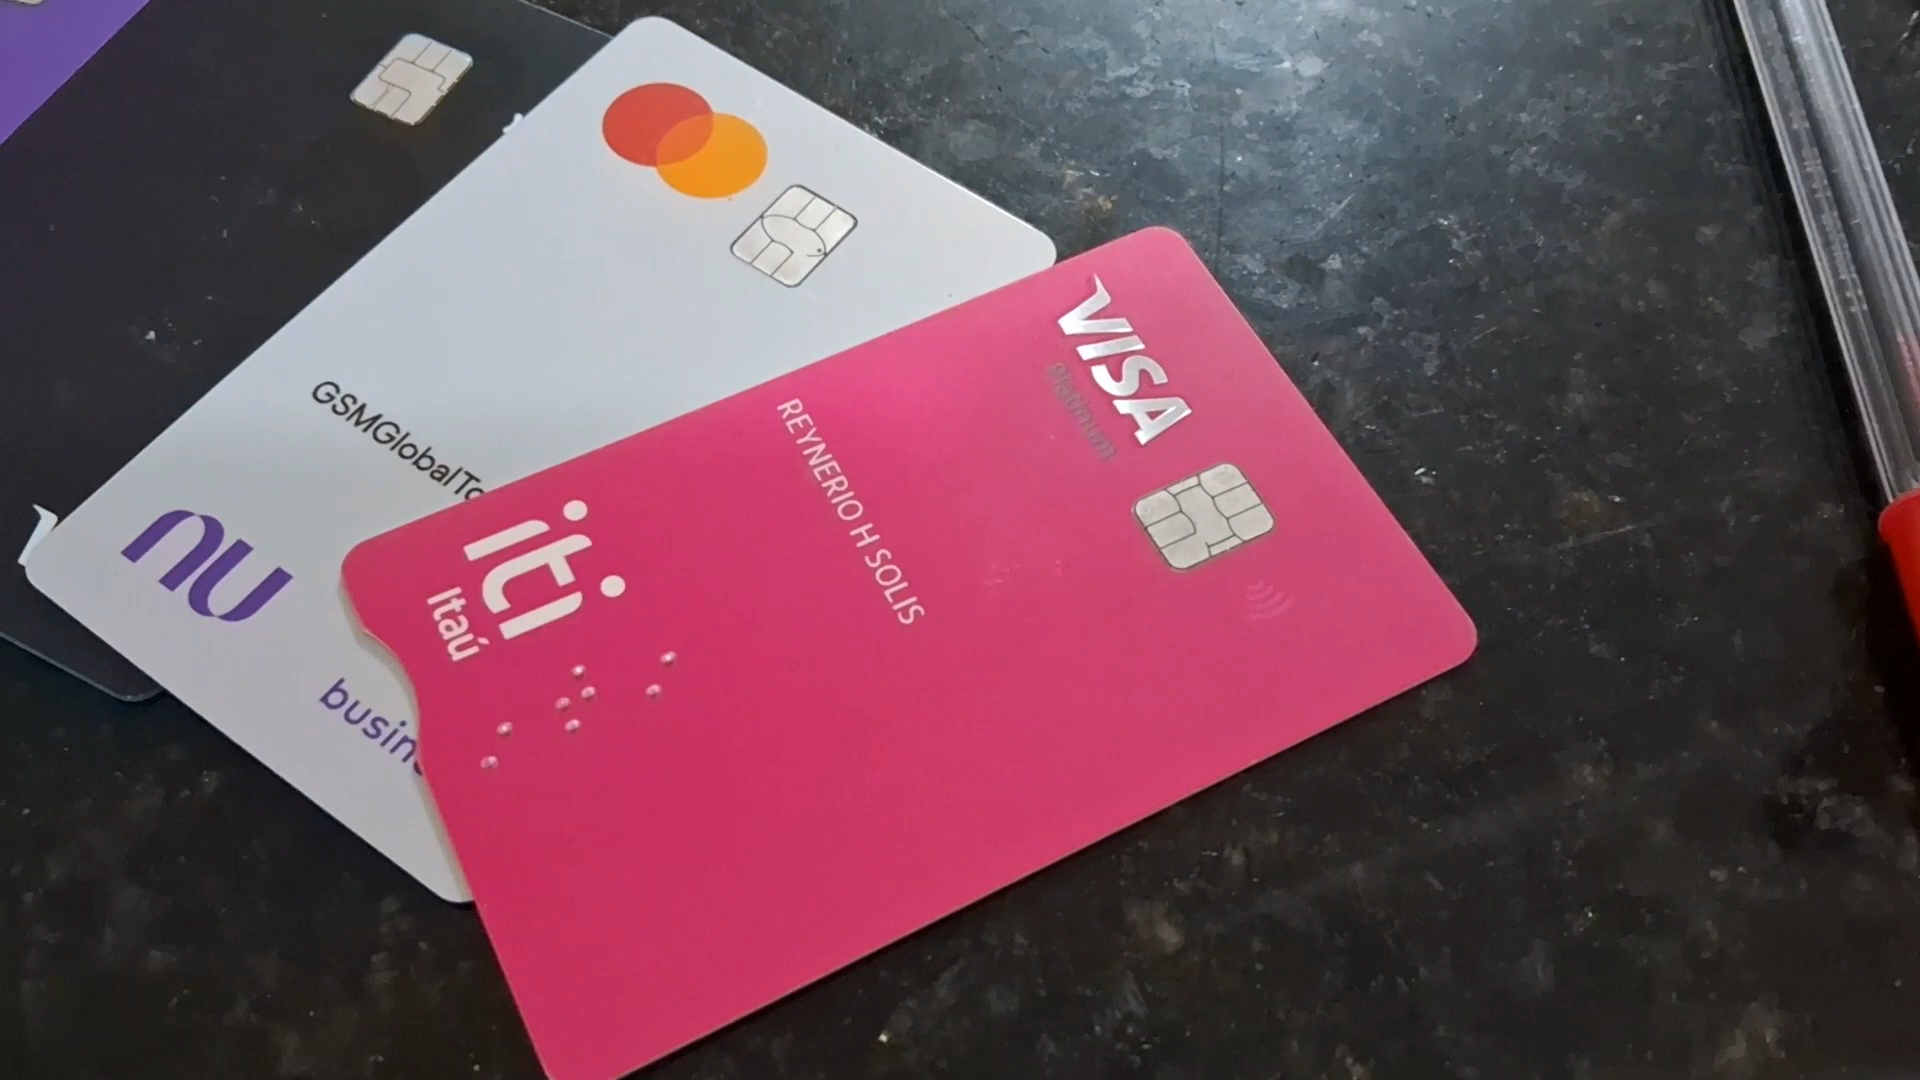 VISA
Platinum
REYNERIO H SOLIS
iti
Itaú
GSMGlobalTo
nu
busin